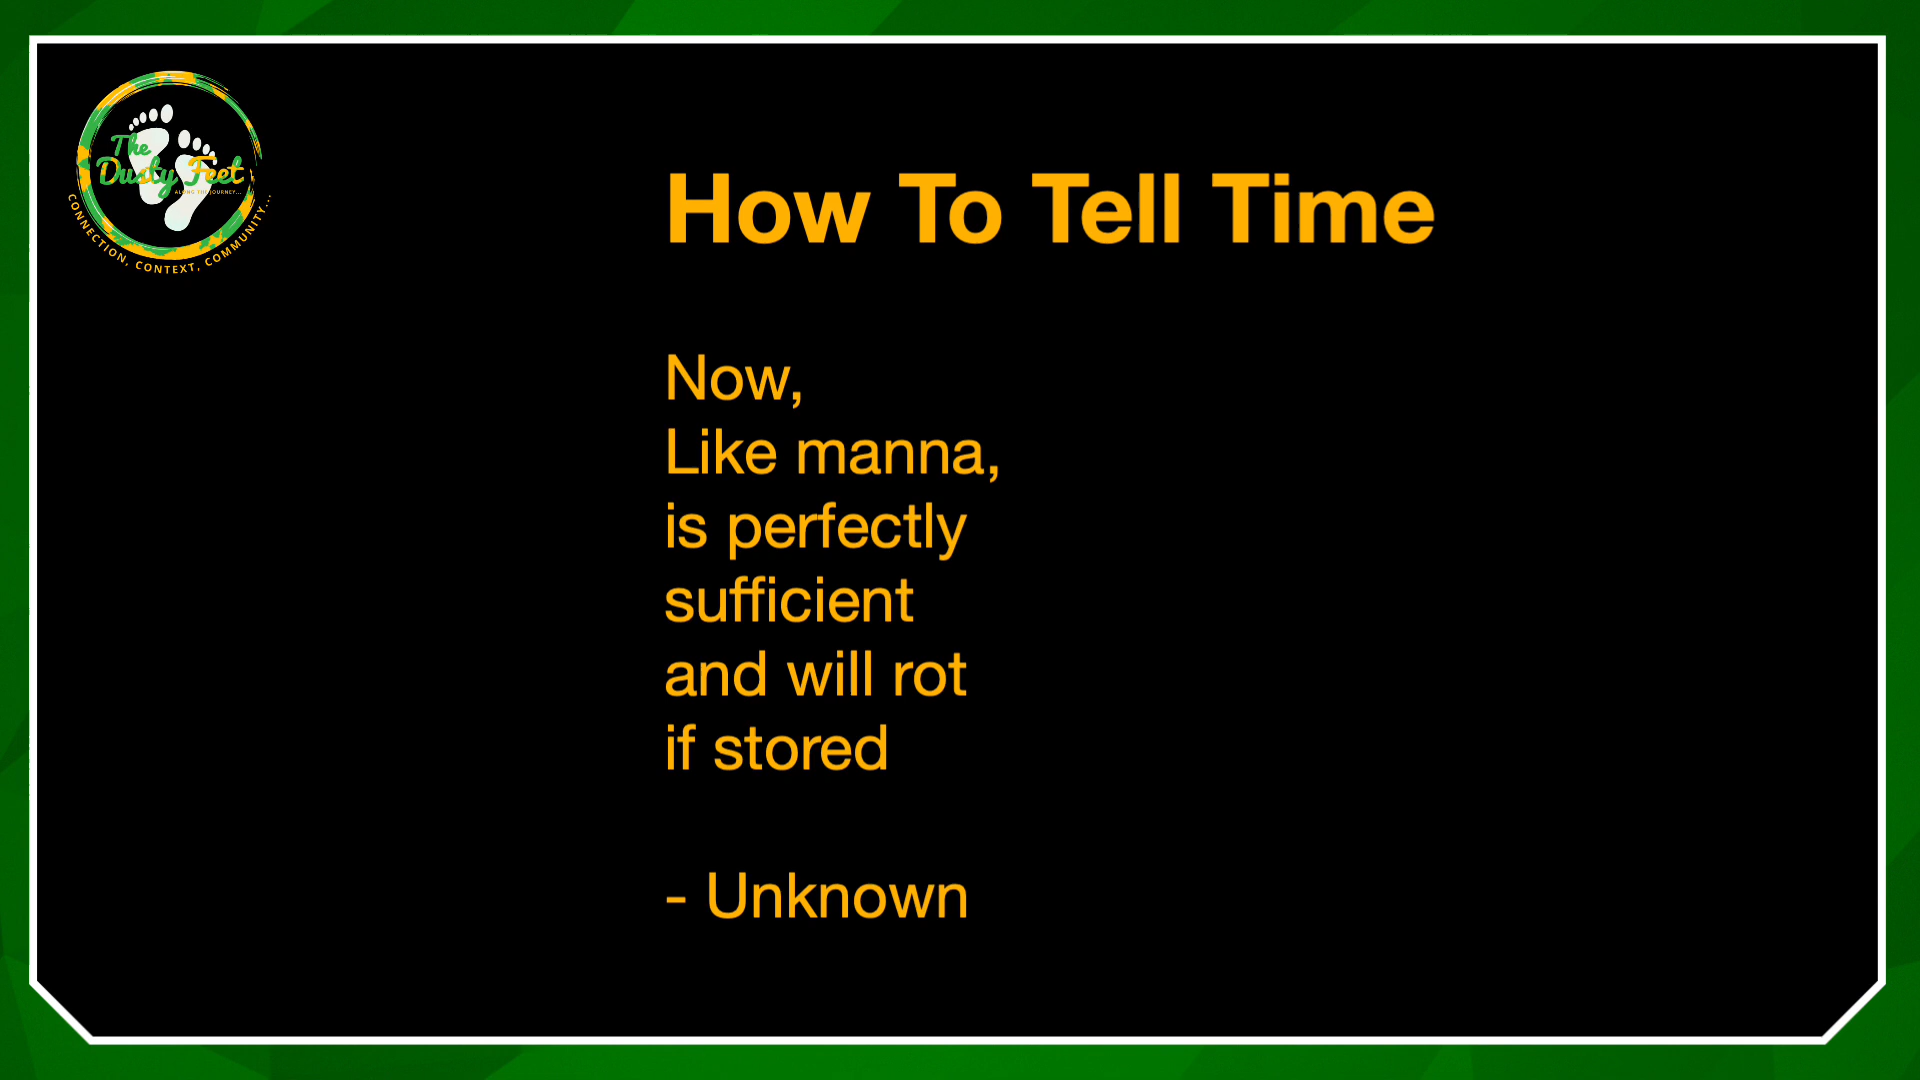 The
Dusty Feet
ALONG THE JOURNEY...
CONNECTION, CONTEXT, COMMUNITY...
How To Tell Time
Now,
Like manna,
is perfectly
sufficient
and will rot
if stored
- Unknown